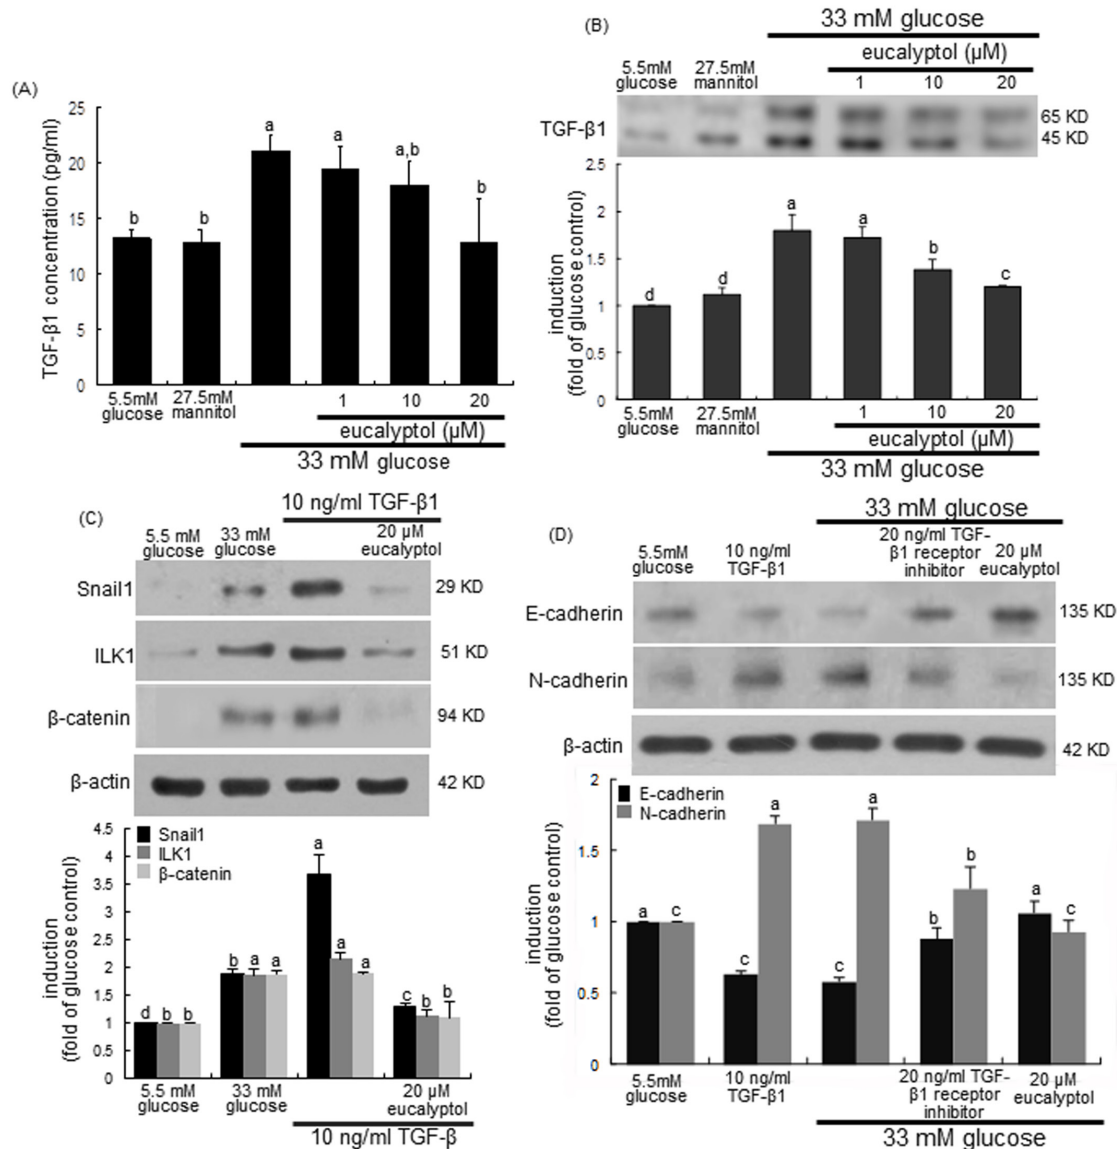 (A)
25
20
15
10
5
0
TGF-β1 concentration (pg/ml)
b
b
a
a
a,b
b
5.5mM
glucose
27.5mM
mannitol
1
10
20
eucalyptol (μM)
33 mM glucose
(B)
33 mM glucose
eucalyptol (μM)
5.5mM
glucose
27.5mM
mannitol
1
10
20
TGF-β1
65 KD
45 KD
2.5
2
1.5
1
0.5
0
induction
(fold of glucose control)
d
d
a
a
b
c
5.5mM
glucose
27.5mM
mannitol
1
10
20
eucalyptol (μM)
33 mM glucose
(C)
10 ng/ml TGF-β1
5.5 mM
glucose
33 mM
glucose
20 μM
eucalyptol
Snail1
29 KD
ILK1
51 KD
β-catenin
94 KD
β-actin
42 KD
4.5
4
3.5
3
2.5
2
1.5
1
0.5
0
induction
(fold of glucose control)
Snail1
ILK1
β-catenin
d
b
b
b
a
a
a
a
a
c
b
b
5.5 mM
glucose
33 mM
glucose
20 μM
eucalyptol
10 ng/ml TGF-β
(D)
33 mM glucose
5.5mM
glucose
10 ng/ml
TGF-β1
20 ng/ml TGF-
β1 receptor
inhibitor
20 μM
eucalyptol
E-cadherin
135 KD
N-cadherin
135 KD
β-actin
42 KD
2
1.5
1
0.5
0
induction
(fold of glucose control)
E-cadherin
N-cadherin
a
c
c
a
c
a
b
b
a
c
5.5mM
glucose
10 ng/ml
TGF-β1
20 ng/ml TGF-
β1 receptor
inhibitor
20 μM
eucalyptol
33 mM glucose